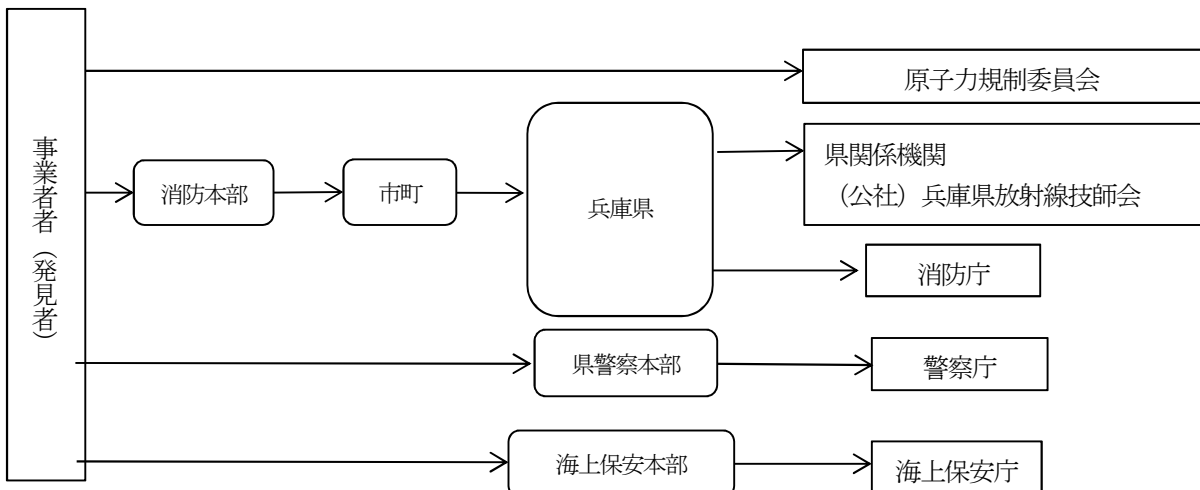 事業者者（発見者）
原子力規制委員会
消防本部
市町
兵庫県
県関係機関
（公社）兵庫県放射線技師会
消防庁
県警察本部
警察庁
海上保安本部
海上保安庁